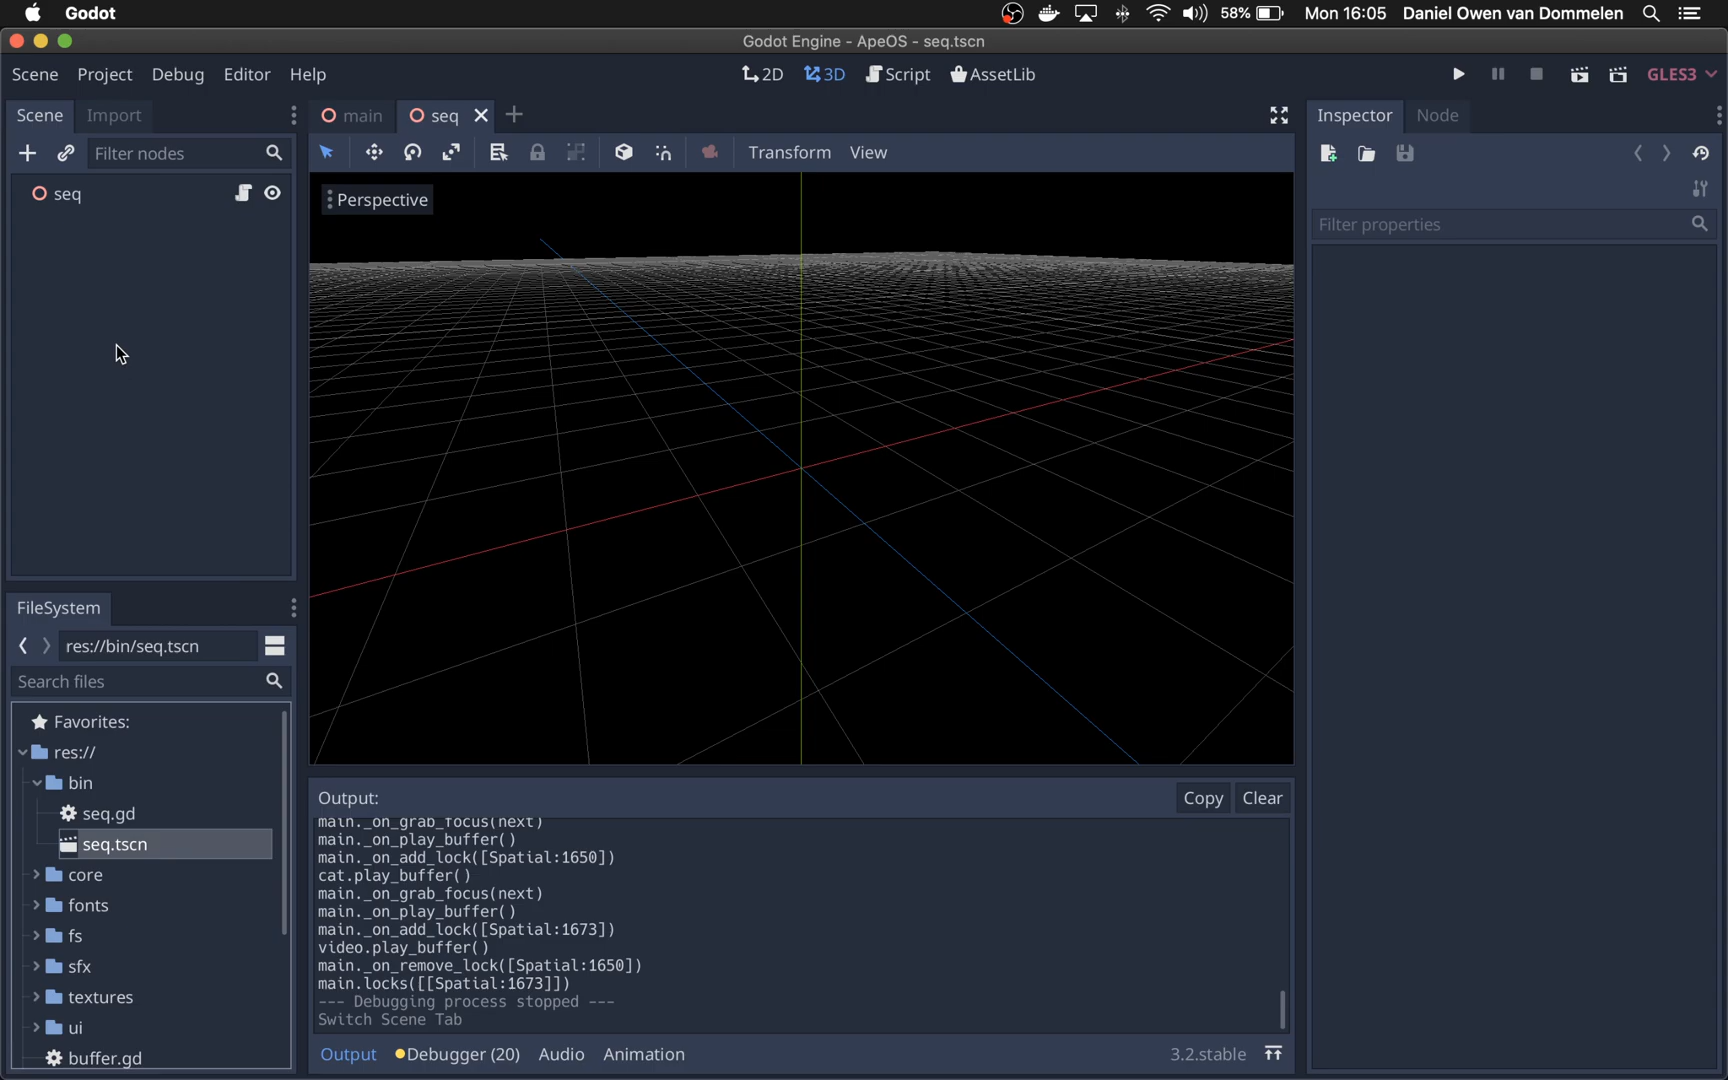 Godot
58%
Mon 16:05
Daniel Owen van Dommelen
Godot Engine - ApeOS - seq.tscn
Scene
Project
Debug
Editor
Help
2D
3D
Script
AssetLib
GLES3
Scene
Import
main
seq
Inspector
Node
Filter nodes
Transform
View
seq
Perspective
Filter properties
FileSystem
res://bin/seq.tscn
Search files
Favorites:
res://
bin
seq.gd
seq.tscn
core
fonts
fs
sfx
textures
ui
buffer.gd
Output:
Copy
Clear
main._on_grab_focus(next)
main._on_play_buffer()
main._on_add_lock([Spatial:1650])
cat.play_buffer()
main._on_grab_focus(next)
main._on_play_buffer()
main._on_add_lock([Spatial:1673])
video.play_buffer()
main._on_remove_lock([Spatial:1650])
main.locks([[Spatial:1673]])
--- Debugging process stopped ---
Switch Scene Tab
Output
Debugger (20)
Audio
Animation
3.2.stable